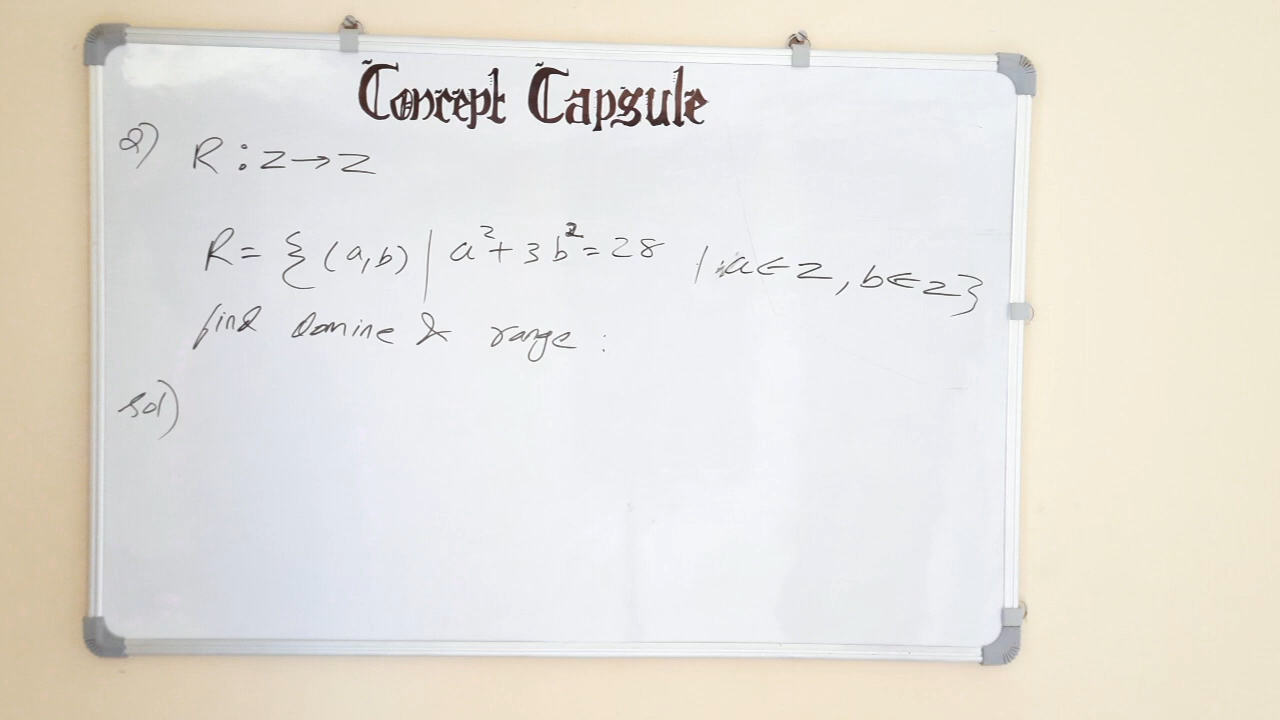 Concept Capsule
2) R : Z → Z
R = { (a,b) | a² + 3b² = 28 | a ∈ Z, b ∈ Z }
find Domine & range :
sol)